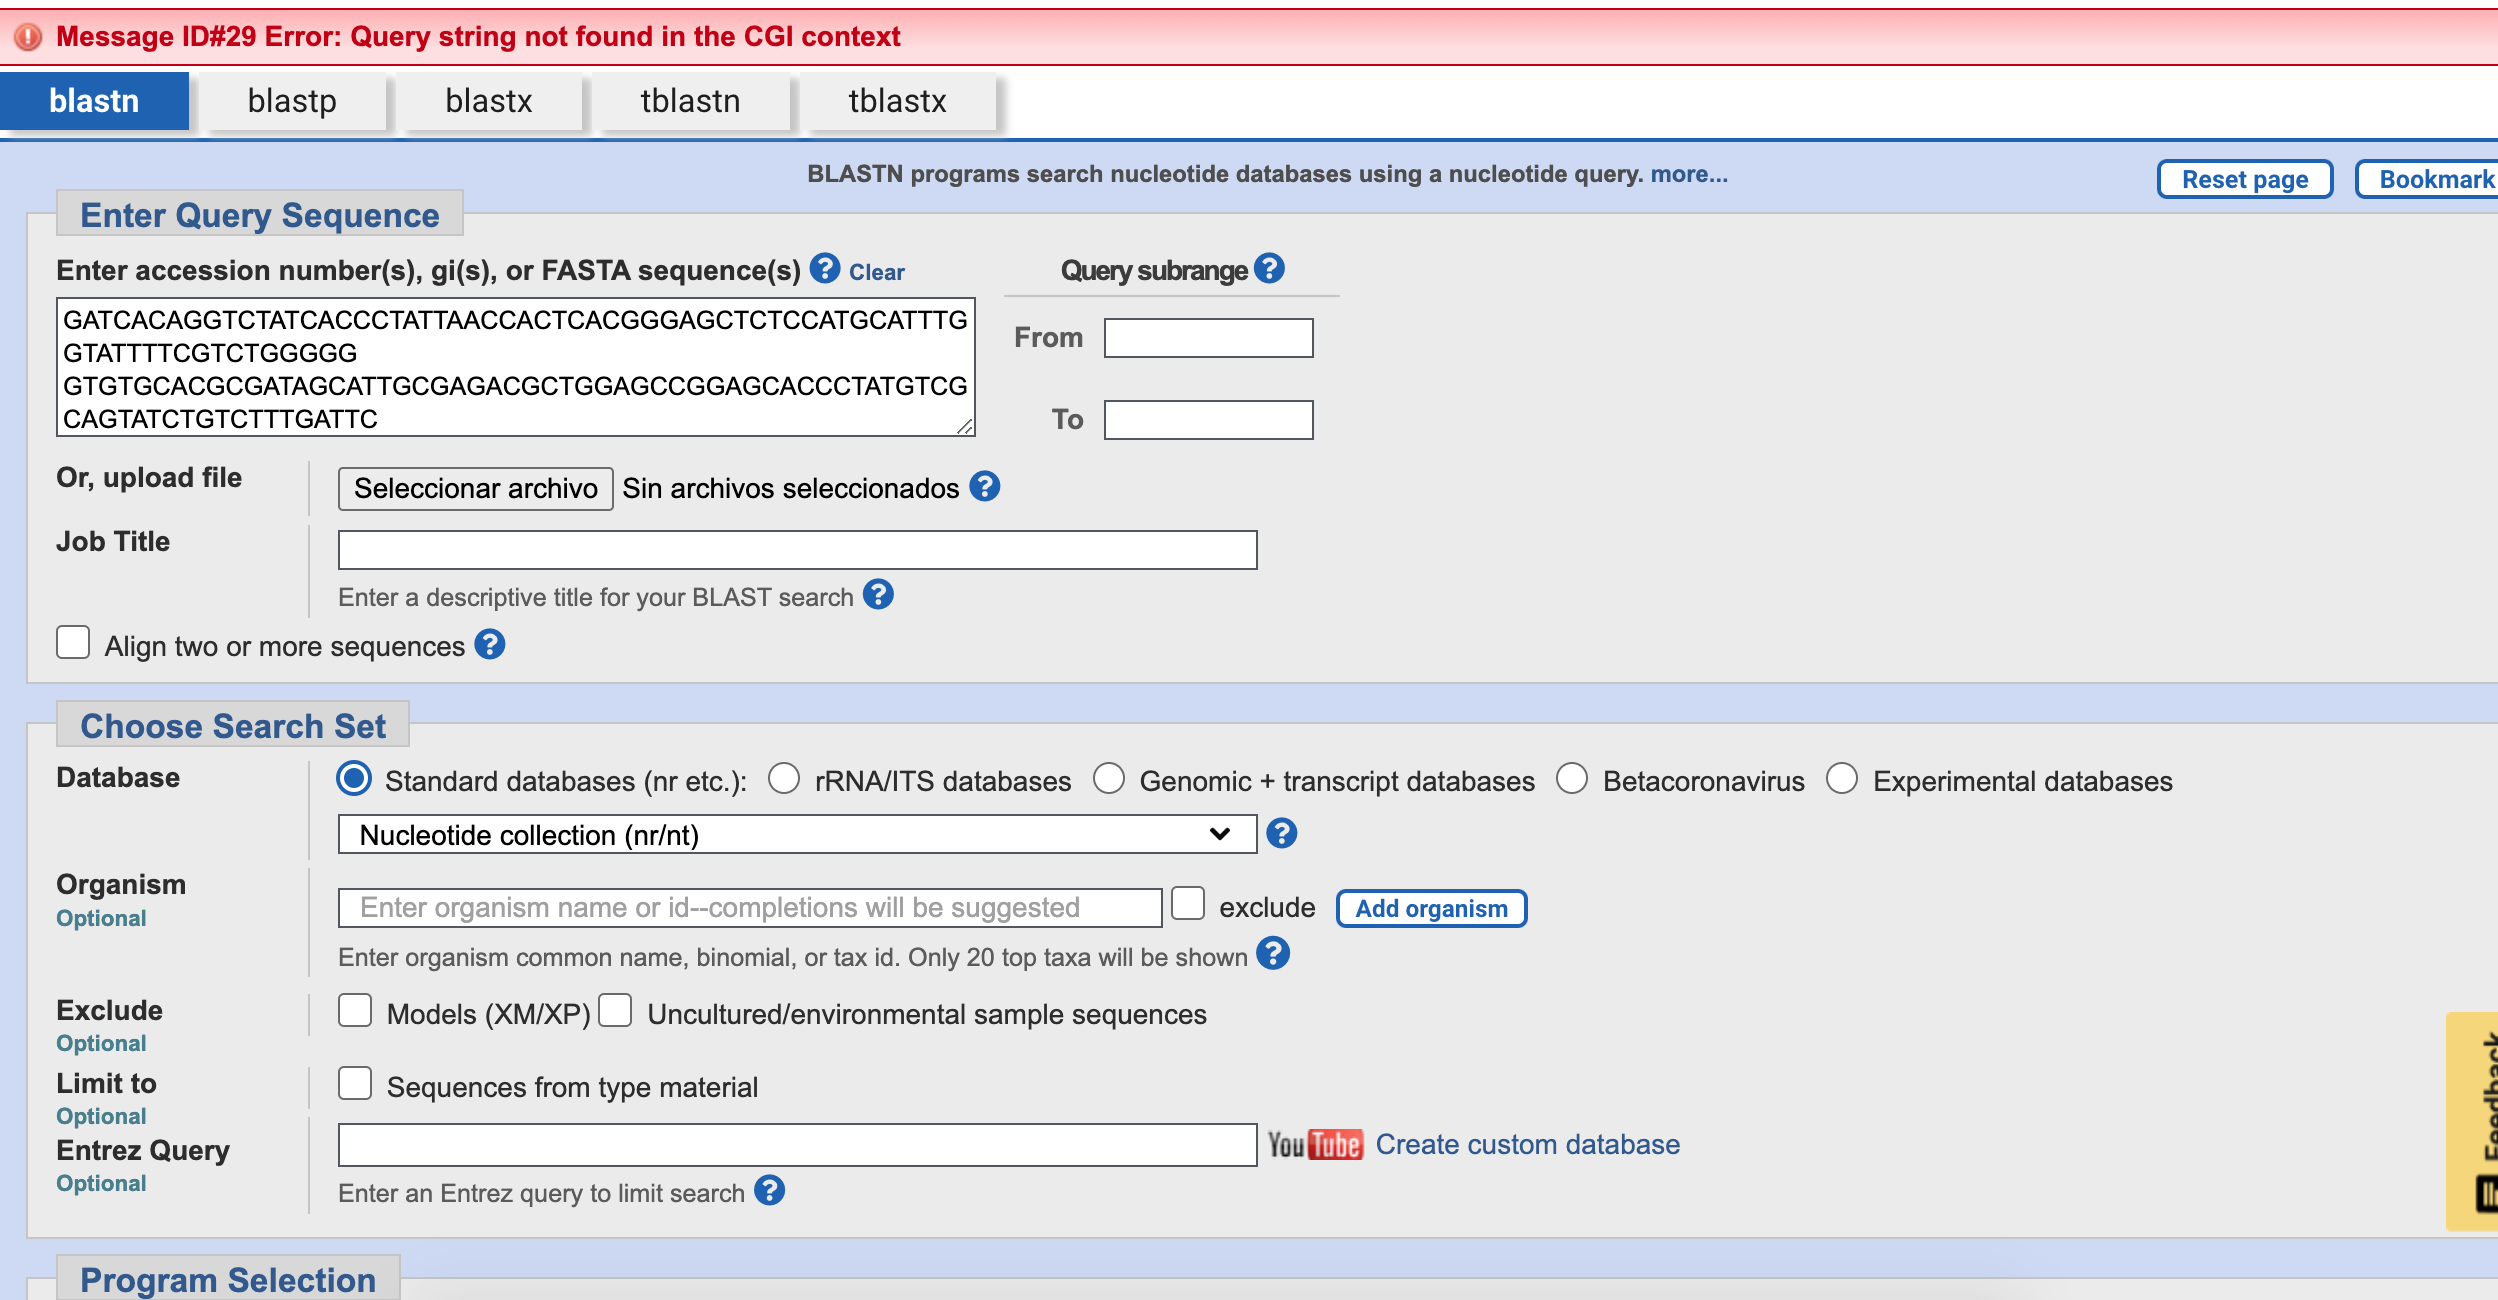 Message ID#29 Error: Query string not found in the CGI context
blastn blastp blastx tblastn tblastx
BLASTN programs search nucleotide databases using a nucleotide query. more...
Reset page Bookmark
Enter Query Sequence
Enter accession number(s), gi(s), or FASTA sequence(s) ? Clear Query subrange ?
GATCACAGGTCTATCACCCTATTAACCACTCACGGGAGCTCTCCATGCATTTG
GTATTTTCGTCTGGGGG
GTGTGCACGCGATAGCATTGCGAGACGCTGGAGCCGGAGCACCCTATGTCG
CAGTATCTGTCTTTGATTC
From
To
Or, upload file Seleccionar archivo Sin archivos seleccionados ?
Job Title
Enter a descriptive title for your BLAST search ?
Align two or more sequences ?
Choose Search Set
Database Standard databases (nr etc.): rRNA/ITS databases Genomic + transcript databases Betacoronavirus Experimental databases
Nucleotide collection (nr/nt) ?
Organism
Optional
Enter organism name or id--completions will be suggested exclude Add organism
Enter organism common name, binomial, or tax id. Only 20 top taxa will be shown ?
Exclude
Optional
Models (XM/XP) Uncultured/environmental sample sequences
Limit to
Optional
Sequences from type material
Entrez Query
Optional
YouTube Create custom database
Enter an Entrez query to limit search ?
Feedback
Program Selection